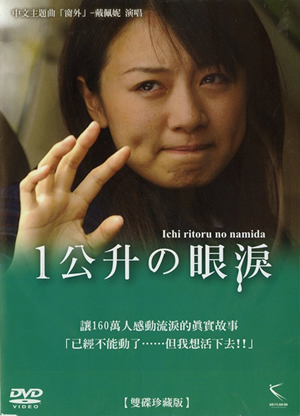 中文主題曲「窗外」-戴佩妮 演唱
Ichi ritoru no namida
1公升の眼淚
讓160萬人感動流淚的真實故事
「已經不能動了……但我想活下去!!」
DVD
VIDEO
【雙碟珍藏版】